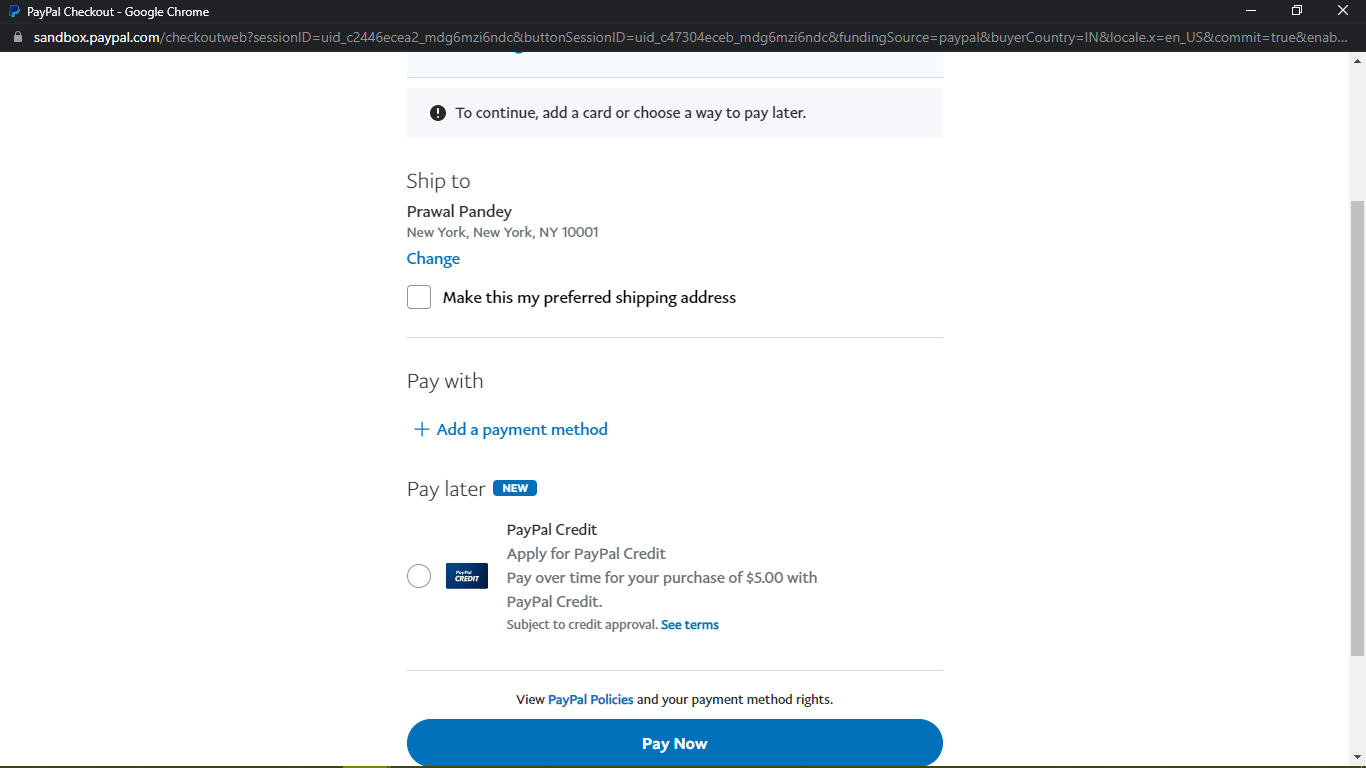 PayPal Checkout - Google Chrome
sandbox.paypal.com/checkoutweb?sessionID=uid_c2446ecea2_mdg6mzi6ndc&buttonSessionID=uid_c47304eceb_mdg6mzi6ndc&fundingSource=paypal&buyerCountry=IN&locale.x=en_US&commit=true&enab...
To continue, add a card or choose a way to pay later.
Ship to
Prawal Pandey
New York, New York, NY 10001
Change
Make this my preferred shipping address
Pay with
+ Add a payment method
Pay later NEW
PayPal Credit
Apply for PayPal Credit
PayPal
CREDIT
Pay over time for your purchase of $5.00 with
PayPal Credit.
Subject to credit approval. See terms
View PayPal Policies and your payment method rights.
Pay Now